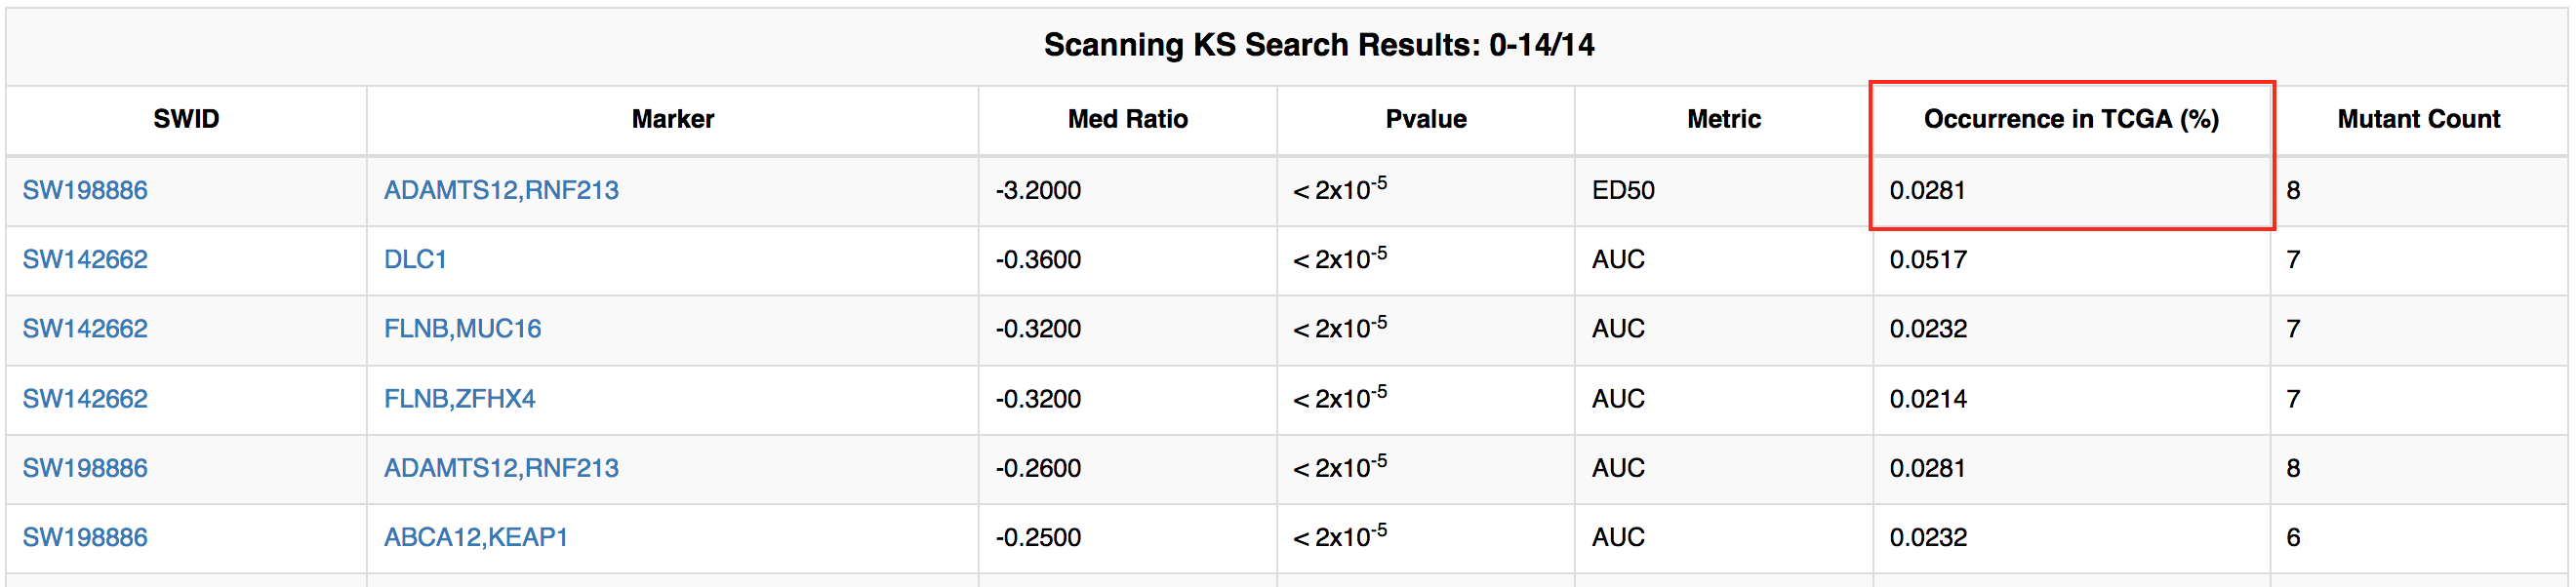 Scanning KS Search Results: 0-14/14
SWID Marker Med Ratio Pvalue Metric Occurrence in TCGA (%) Mutant Count
SW198886 ADAMTS12,RNF213 -3.2000 < 2x10-5 ED50 0.0281 8
SW142662 DLC1 -0.3600 < 2x10-5 AUC 0.0517 7
SW142662 FLNB,MUC16 -0.3200 < 2x10-5 AUC 0.0232 7
SW142662 FLNB,ZFHX4 -0.3200 < 2x10-5 AUC 0.0214 7
SW198886 ADAMTS12,RNF213 -0.2600 < 2x10-5 AUC 0.0281 8
SW198886 ABCA12,KEAP1 -0.2500 < 2x10-5 AUC 0.0232 6